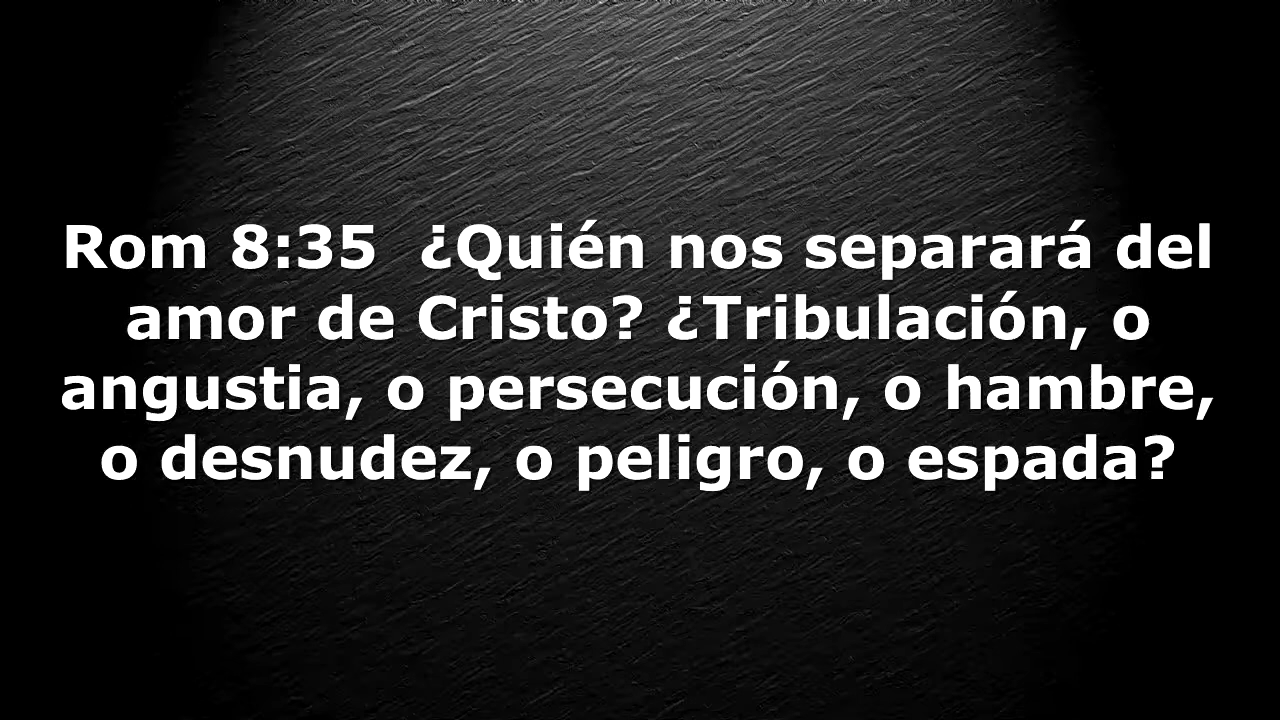 Rom 8:35  ¿Quién nos separará del
amor de Cristo? ¿Tribulación, o
angustia, o persecución, o hambre,
o desnudez, o peligro, o espada?